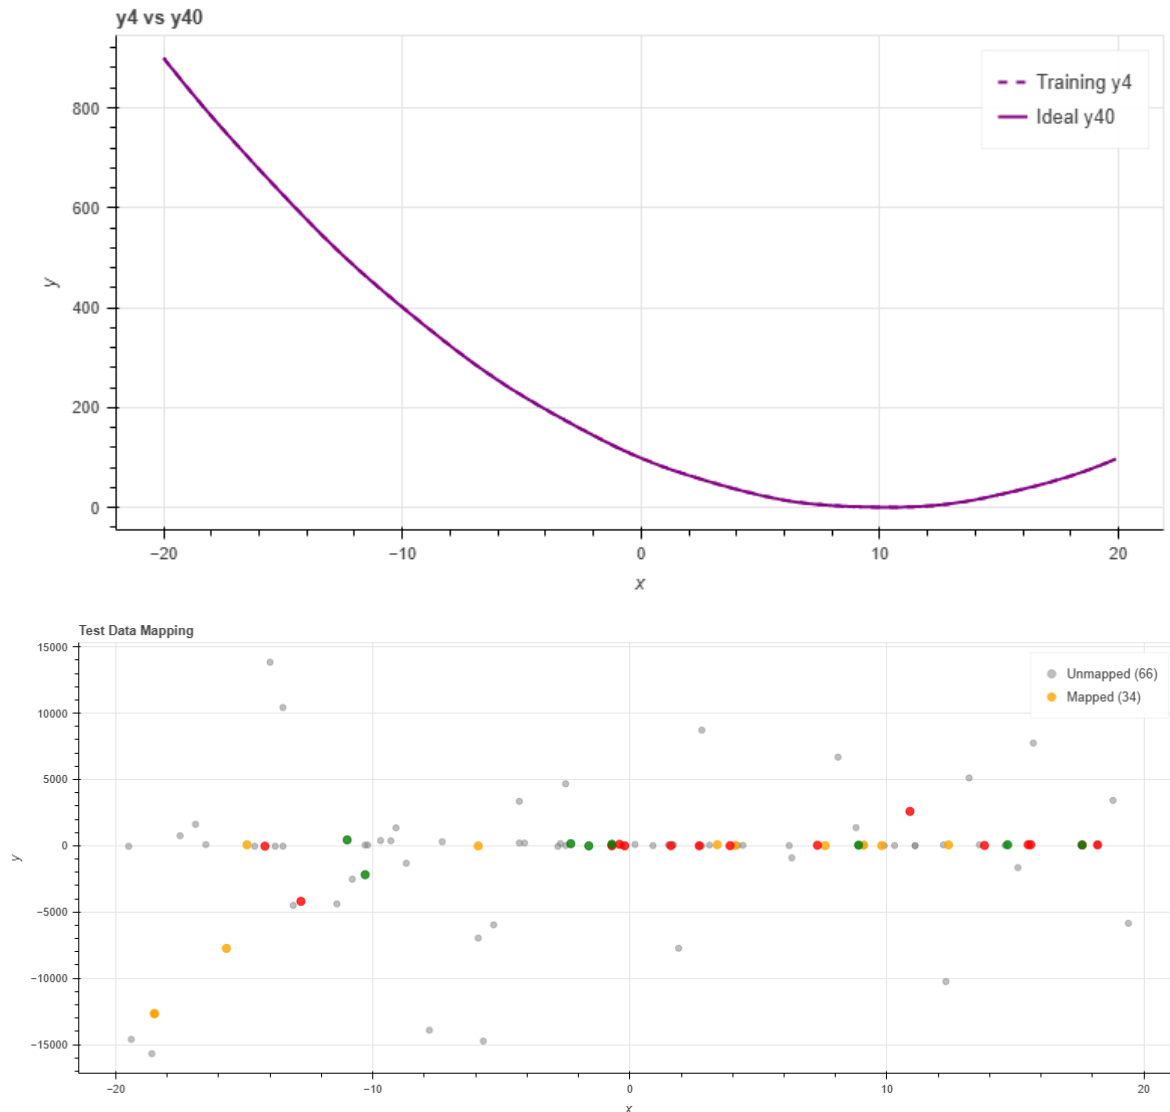 y4 vs y40
Training y4
Ideal y40
800
600
400
200
0
y
−20
−10
0
10
20
x
Test Data Mapping
Unmapped (66)
Mapped (34)
15000
10000
5000
0
−5000
−10000
−15000
y
−20
−10
0
10
20
x